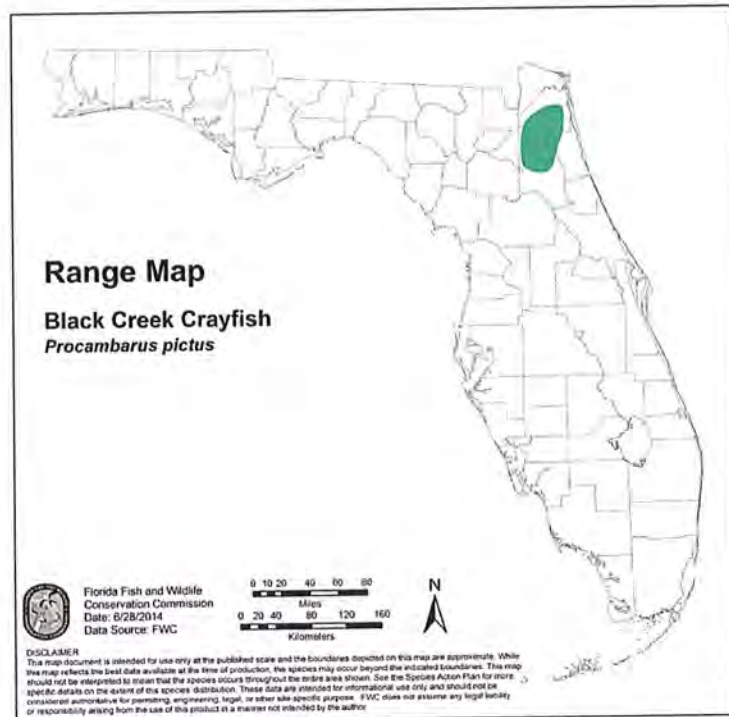 Range Map
Black Creek Crayfish
Procambarus pictus
Florida Fish and Wildlife
Conservation Commission
Date: 6/28/2014
Data Source: FWC
0 10 20 40 60 80
Miles
0 20 40 80 120 160
Kilometers
N
DISCLAIMER
This map document is intended for use only at the published scale and the boundaries depicted on this map are approximate. While
this map reflects the best data available at the time of production, the species may occur beyond the indicated boundaries. This map
should not be interpreted to mean that the species occurs throughout the entire area shown. See the Species Action Plan for more
specific details on the extent of this species distribution. These data are intended for informational use only and should not be
considered authoritative for permitting, engineering, legal, or other site specific purpose. FWC does not assume any legal liability
or responsibility arising from the use of this product in a manner not intended by the author